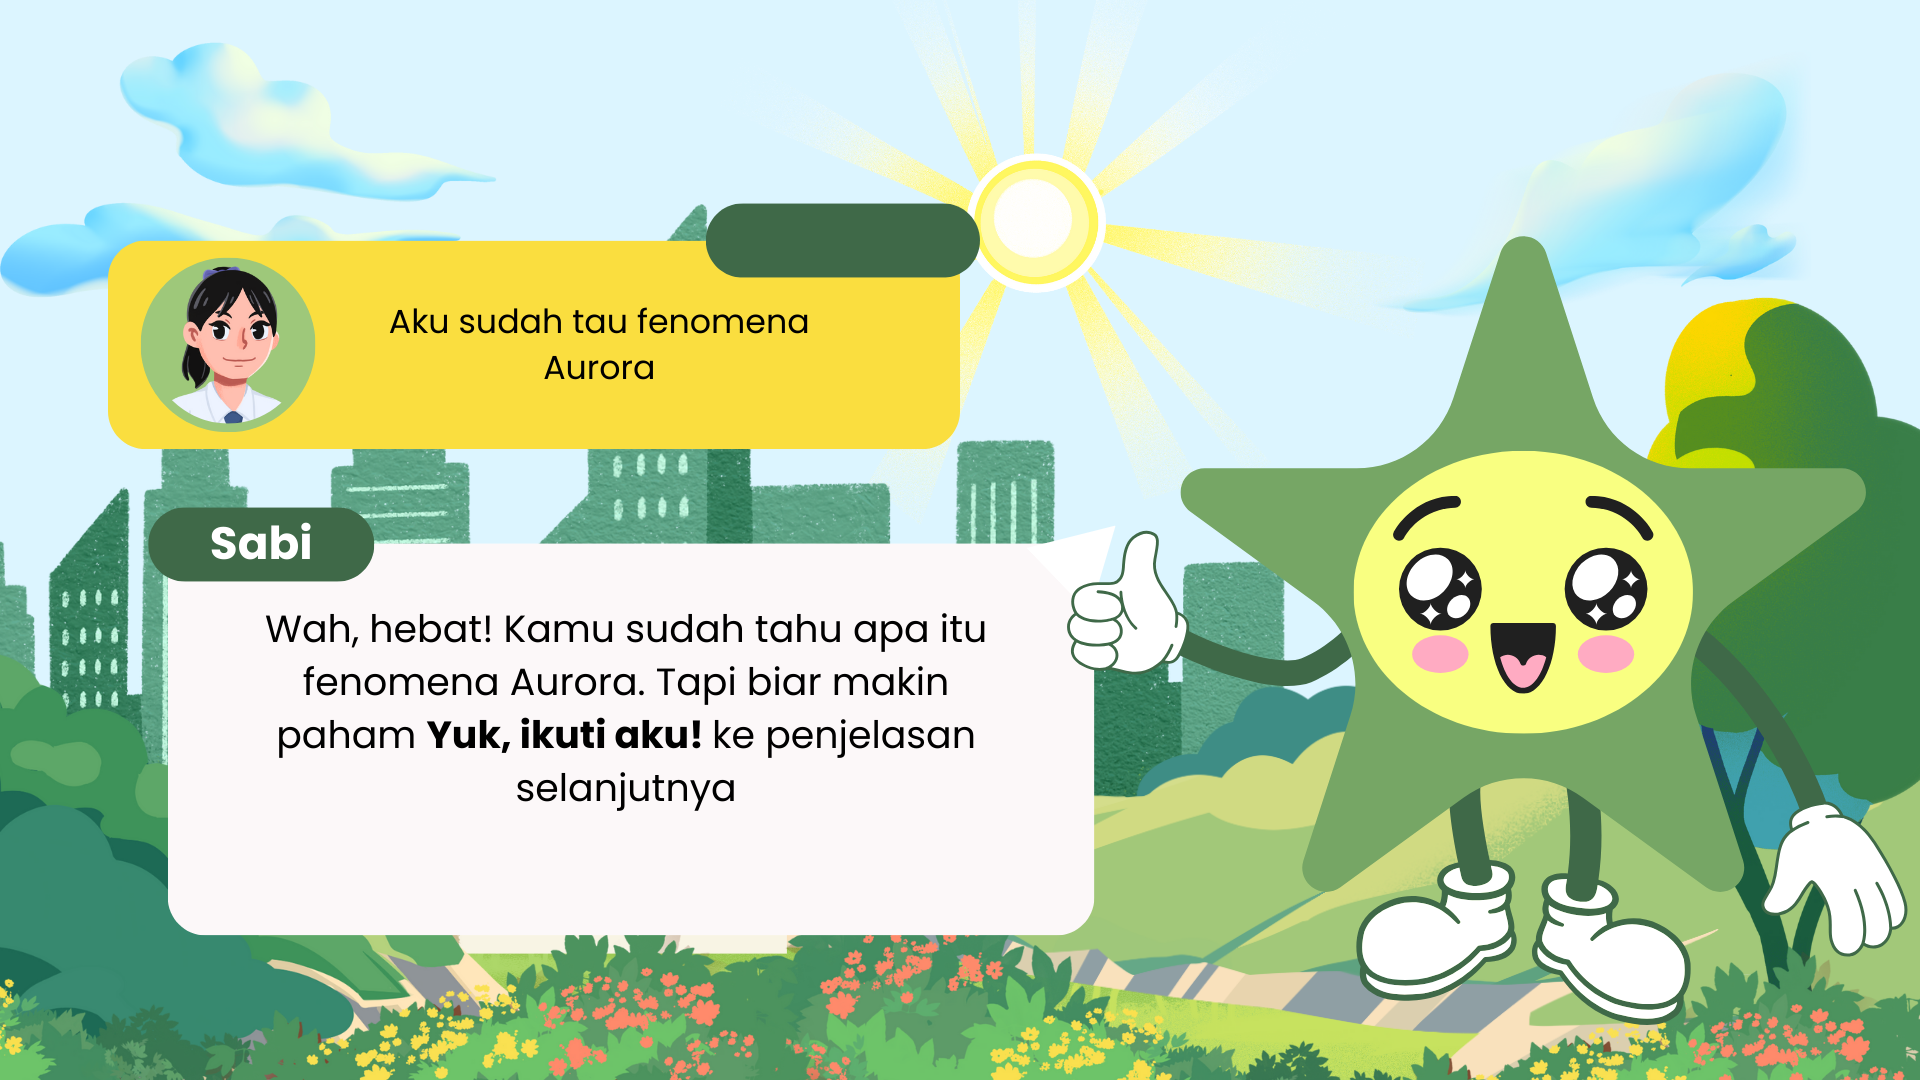 Aku sudah tau fenomena
Aurora
Sabi
Wah, hebat! Kamu sudah tahu apa itu
fenomena Aurora. Tapi biar makin
paham Yuk, ikuti aku! ke penjelasan
selanjutnya